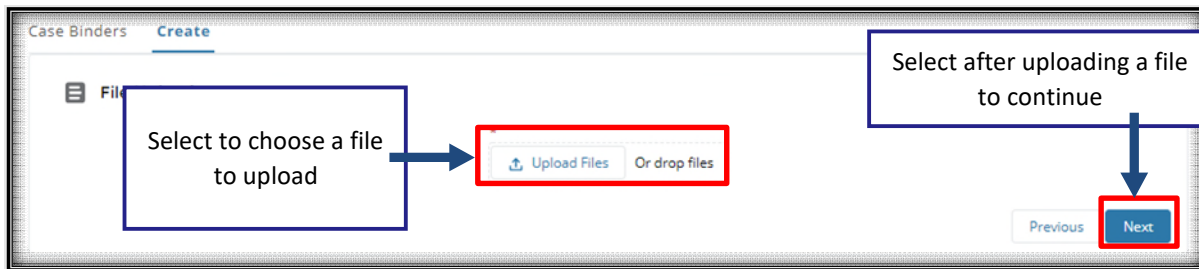 Case Binders Create
Select after uploading a file
to continue
Select to choose a file
to upload
*
Upload Files Or drop files
Previous Next